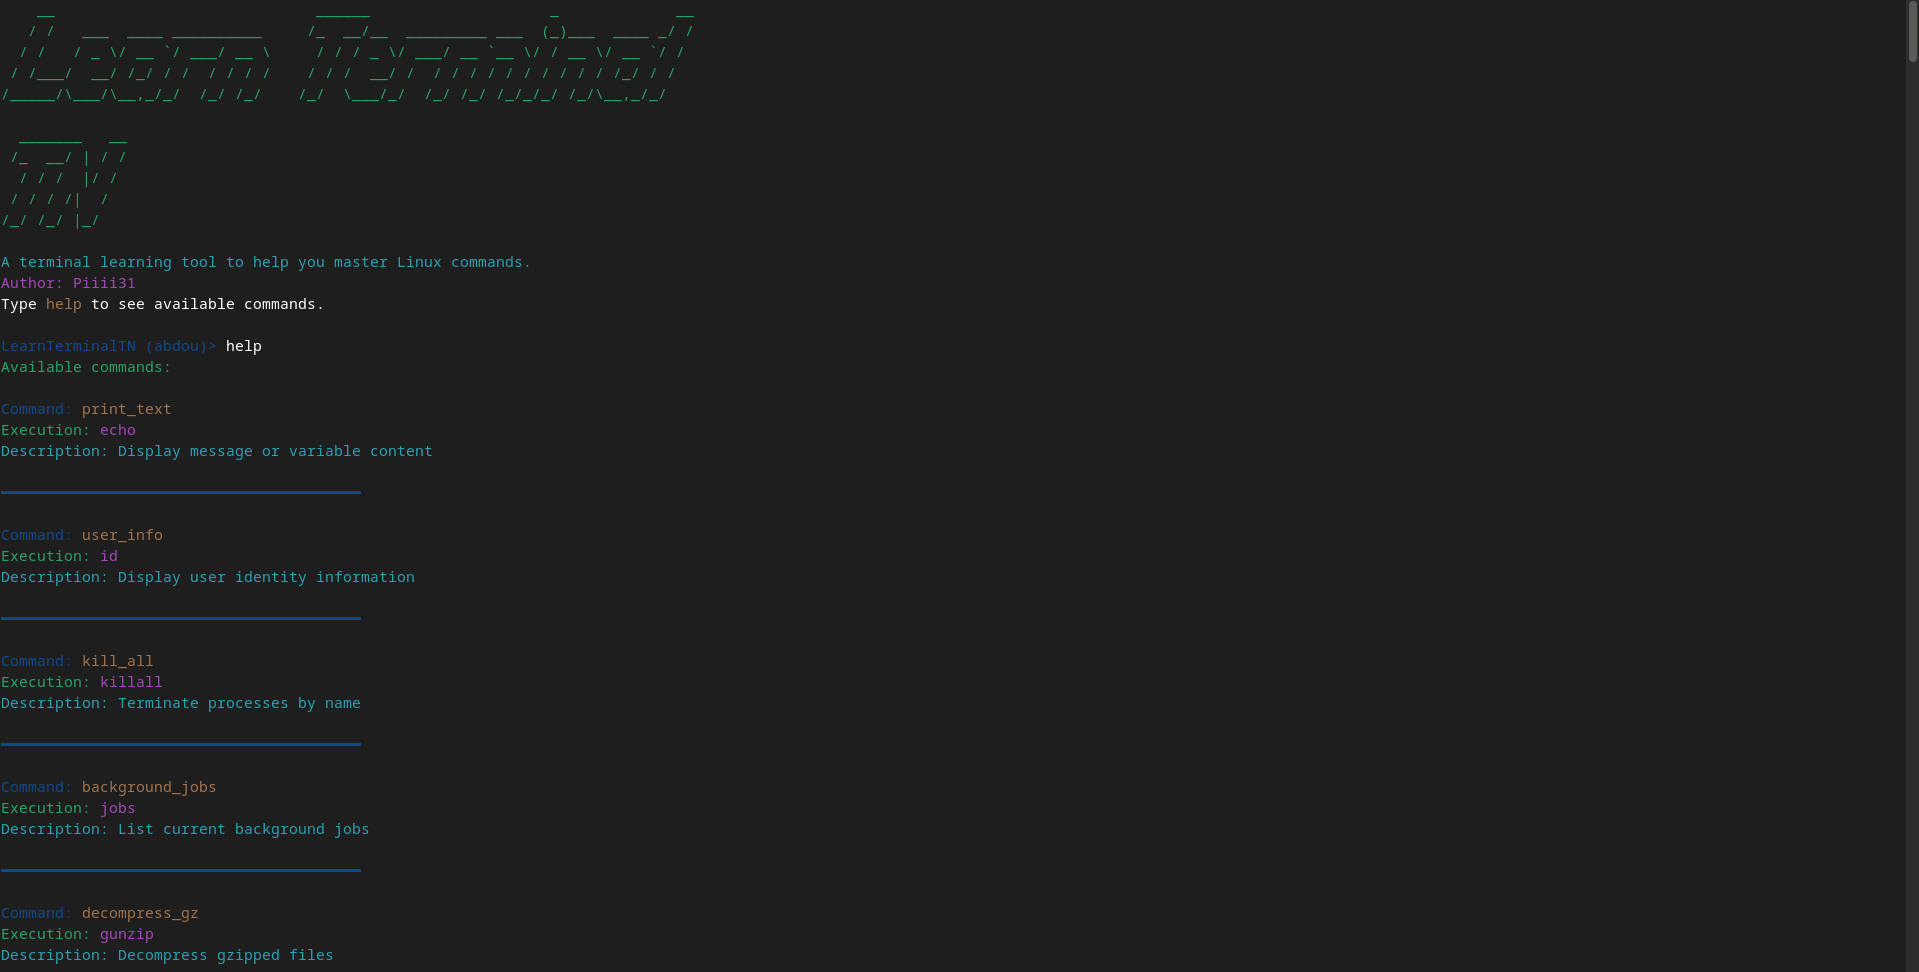 Learn Terminal
TN
A terminal learning tool to help you master Linux commands.
Author: Piiii31
Type help to see available commands.
LearnTerminalTN (abdou)> help
Available commands:
Command: print_text
Execution: echo
Description: Display message or variable content
Command: user_info
Execution: id
Description: Display user identity information
Command: kill_all
Execution: killall
Description: Terminate processes by name
Command: background_jobs
Execution: jobs
Description: List current background jobs
Command: decompress_gz
Execution: gunzip
Description: Decompress gzipped files